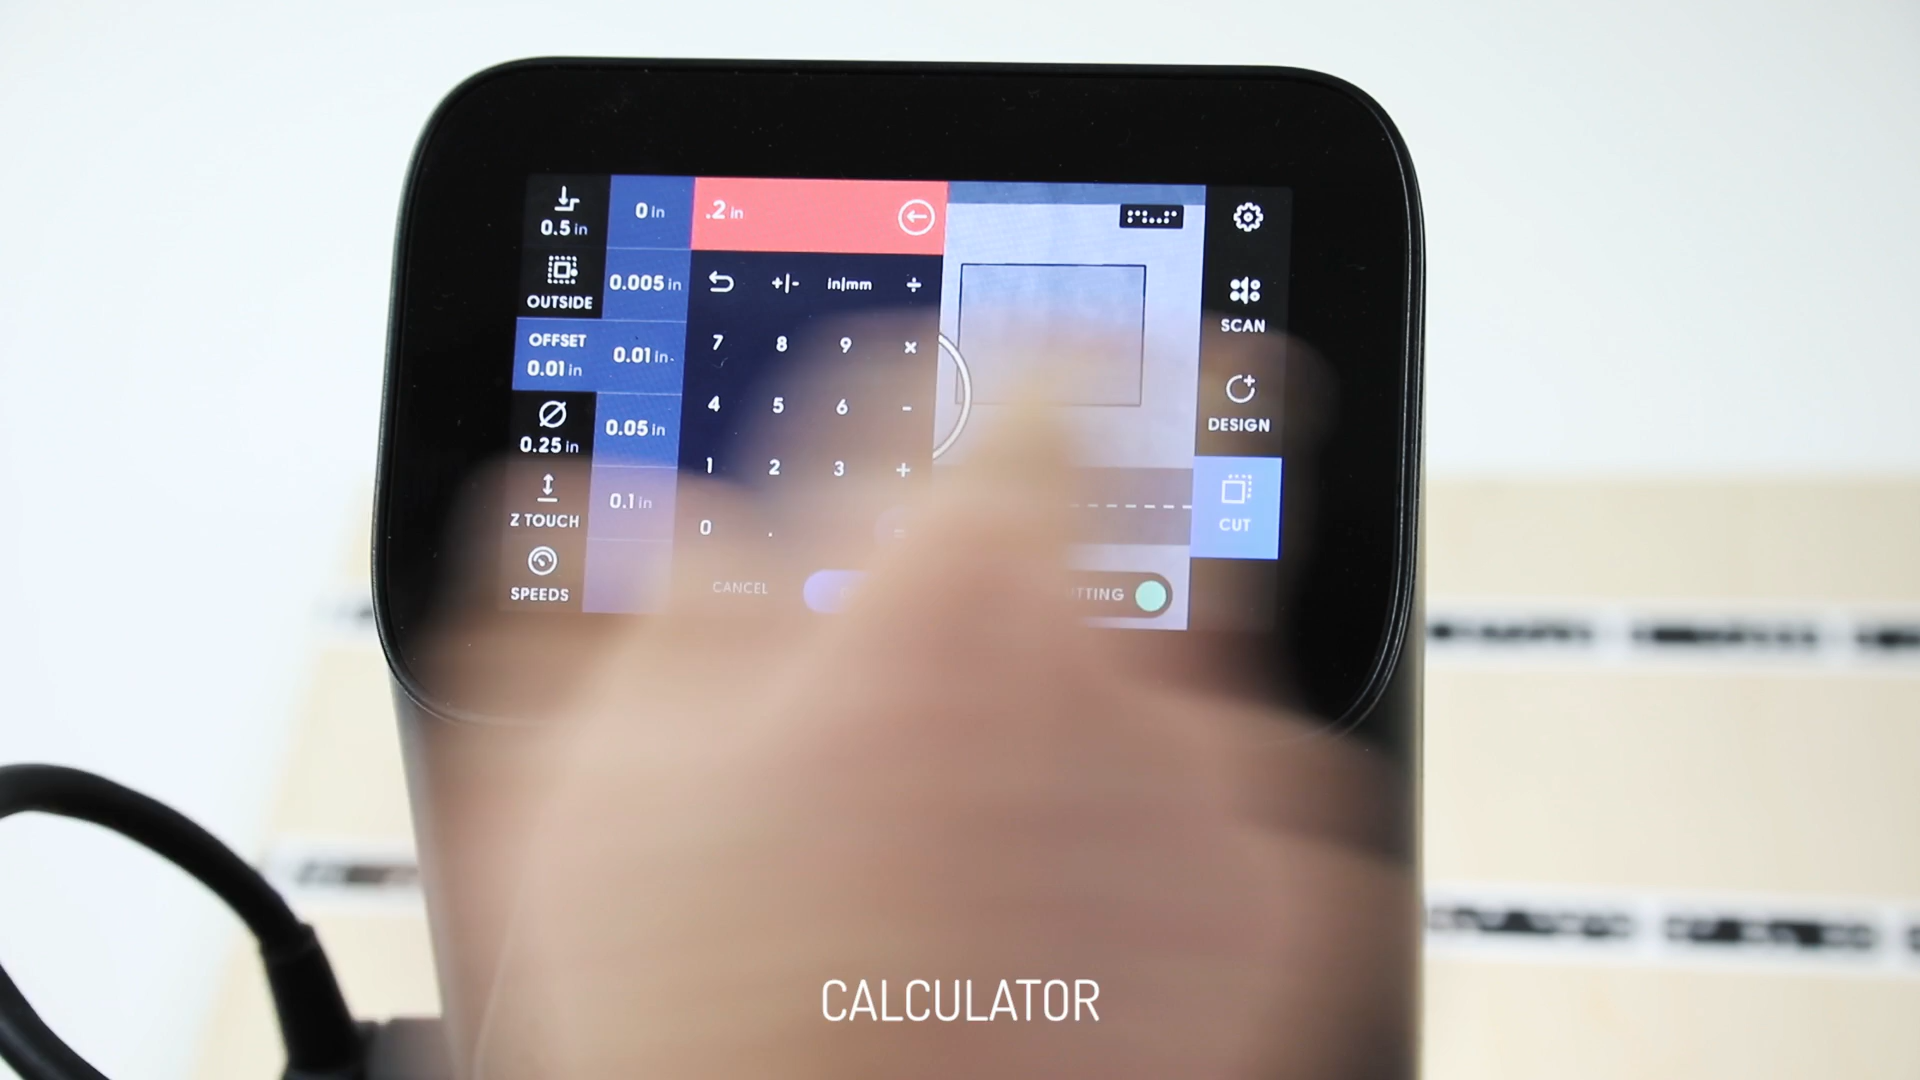 0.5 in
OUTSIDE
OFFSET
0.01 in
0.25 in
Z TOUCH
SPEEDS
0 in
0.005 in
0.01 in
0.05 in
0.1 in
.2 in
+|- in|mm ÷
7 8 9 ×
4 5 6 -
1 2 3 +
0 . =
CANCEL
SCAN
DESIGN
CUT
CALCULATOR